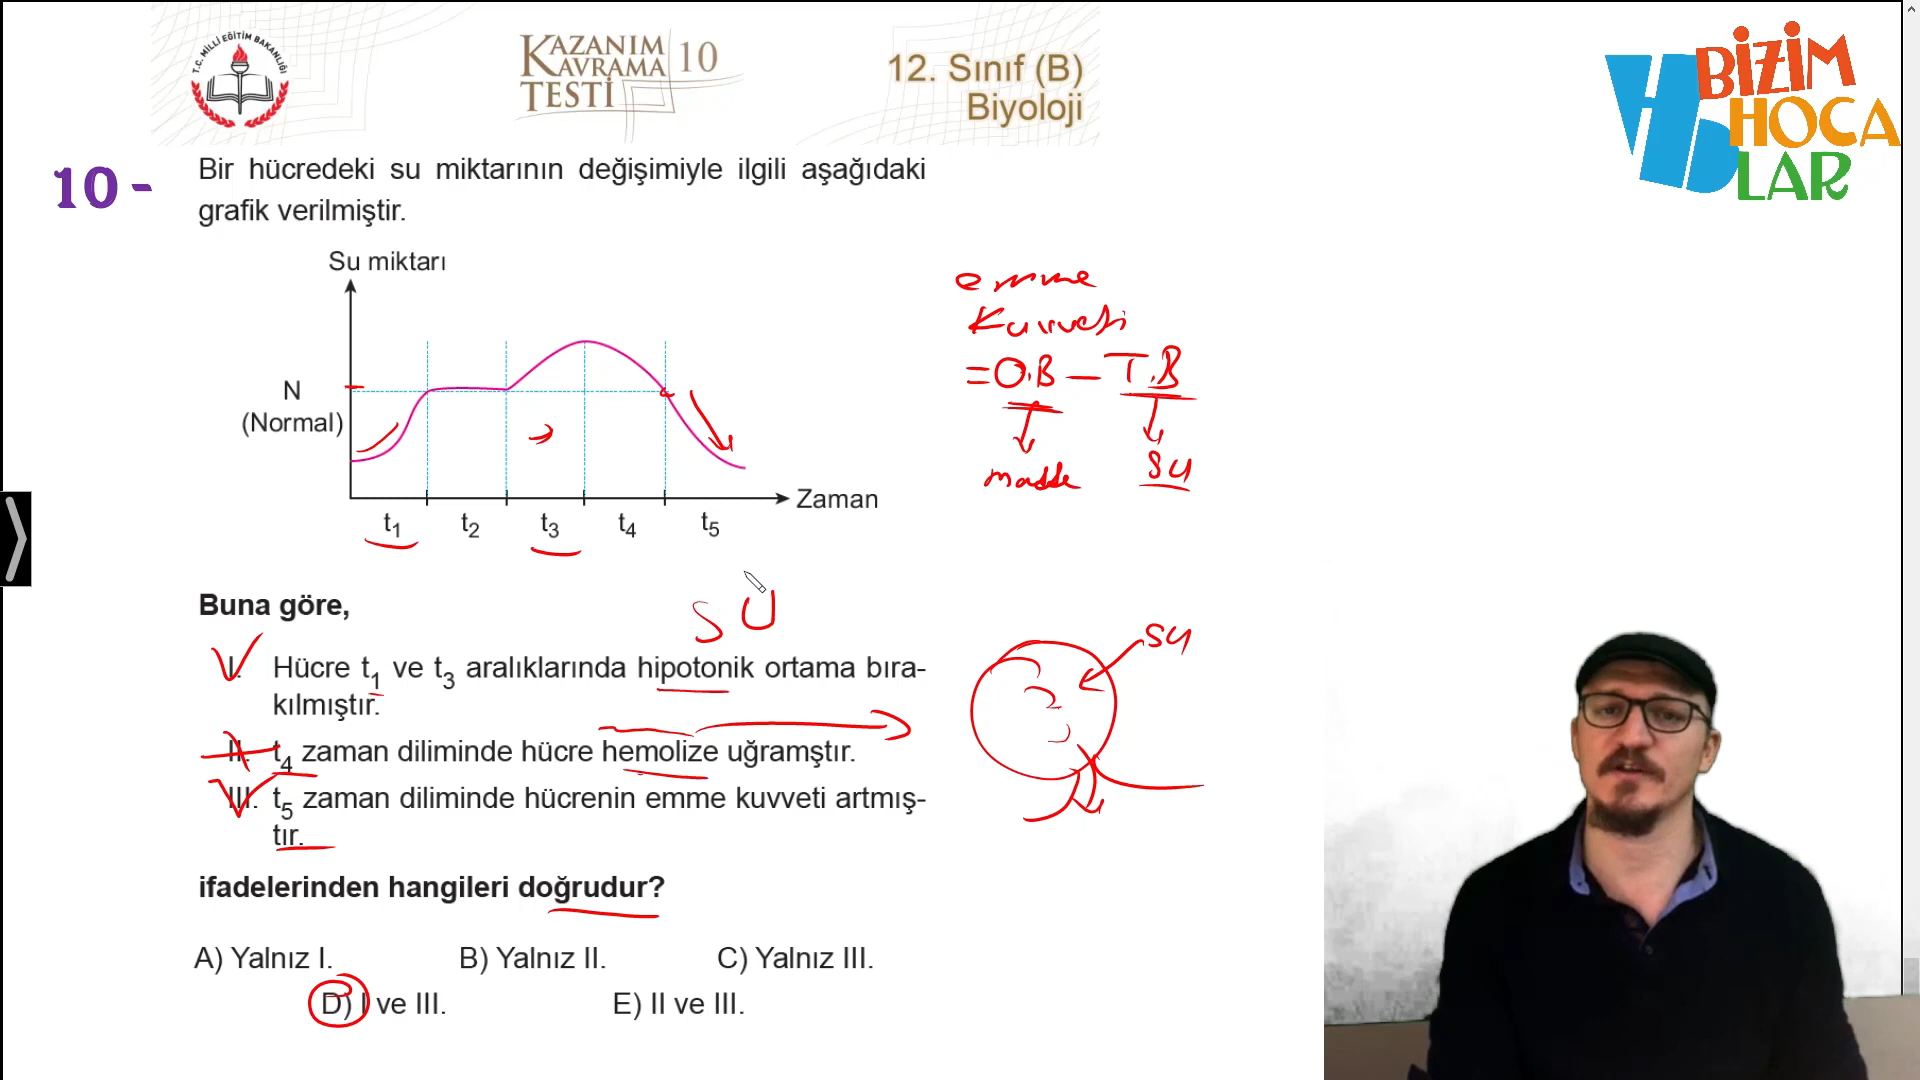 T.C. MİLLİ EĞİTİM BAKANLIĞI
KAZANIM
KAVRAMA
TESTİ
10
12. Sınıf (B)
Biyoloji
BİZİM
HOCA
LAR
10 -
Bir hücredeki su miktarının değişimiyle ilgili aşağıdaki
grafik verilmiştir.
Su miktarı
N
(Normal)
Zaman
t1 t2 t3 t4 t5
emme
Kuvveti
= O.B – T.B
madde
su
Buna göre,
SU
I. Hücre t1 ve t3 aralıklarında hipotonik ortama bıra-
kılmıştır.
II. t4 zaman diliminde hücre hemolize uğramştır.
III. t5 zaman diliminde hücrenin emme kuvveti artmış-
tır.
su
ifadelerinden hangileri doğrudur?
A) Yalnız I. B) Yalnız II. C) Yalnız III.
D) I ve III. E) II ve III.